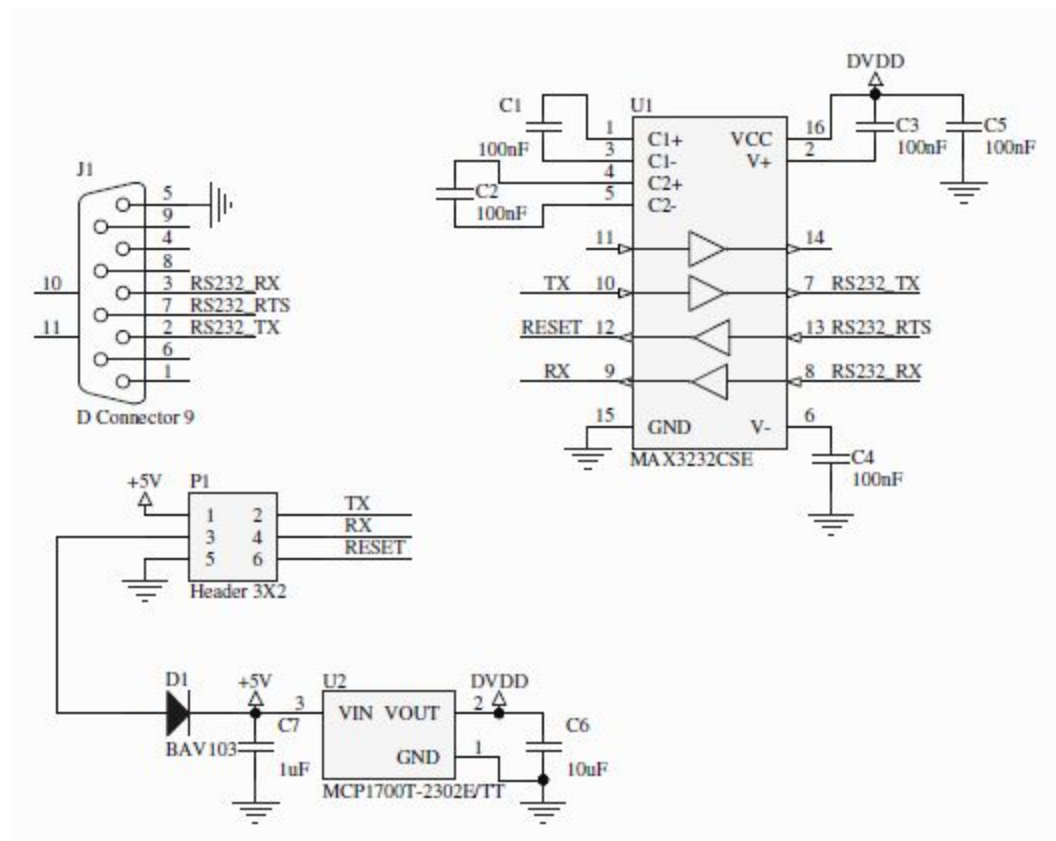 J1
5
9
4
8
3 RS232_RX
7 RS232_RTS
2 RS232_TX
6
1
10
11
D Connector 9
C1
100nF
C2
100nF
U1
1 C1+
3 C1-
4 C2+
5 C2-
VCC 16
V+ 2
DVDD
C3
100nF
C5
100nF
11
14
TX 10
7 RS232_TX
RESET 12
13 RS232_RTS
RX 9
8 RS232_RX
15 GND
V- 6
MAX3232CSE
C4
100nF
+5V
P1
1 2 TX
3 4 RX
5 6 RESET
Header 3X2
D1
BAV103
+5V
C7
1uF
U2
3 VIN VOUT 2
GND 1
MCP1700T-2302E/TT
DVDD
C6
10uF